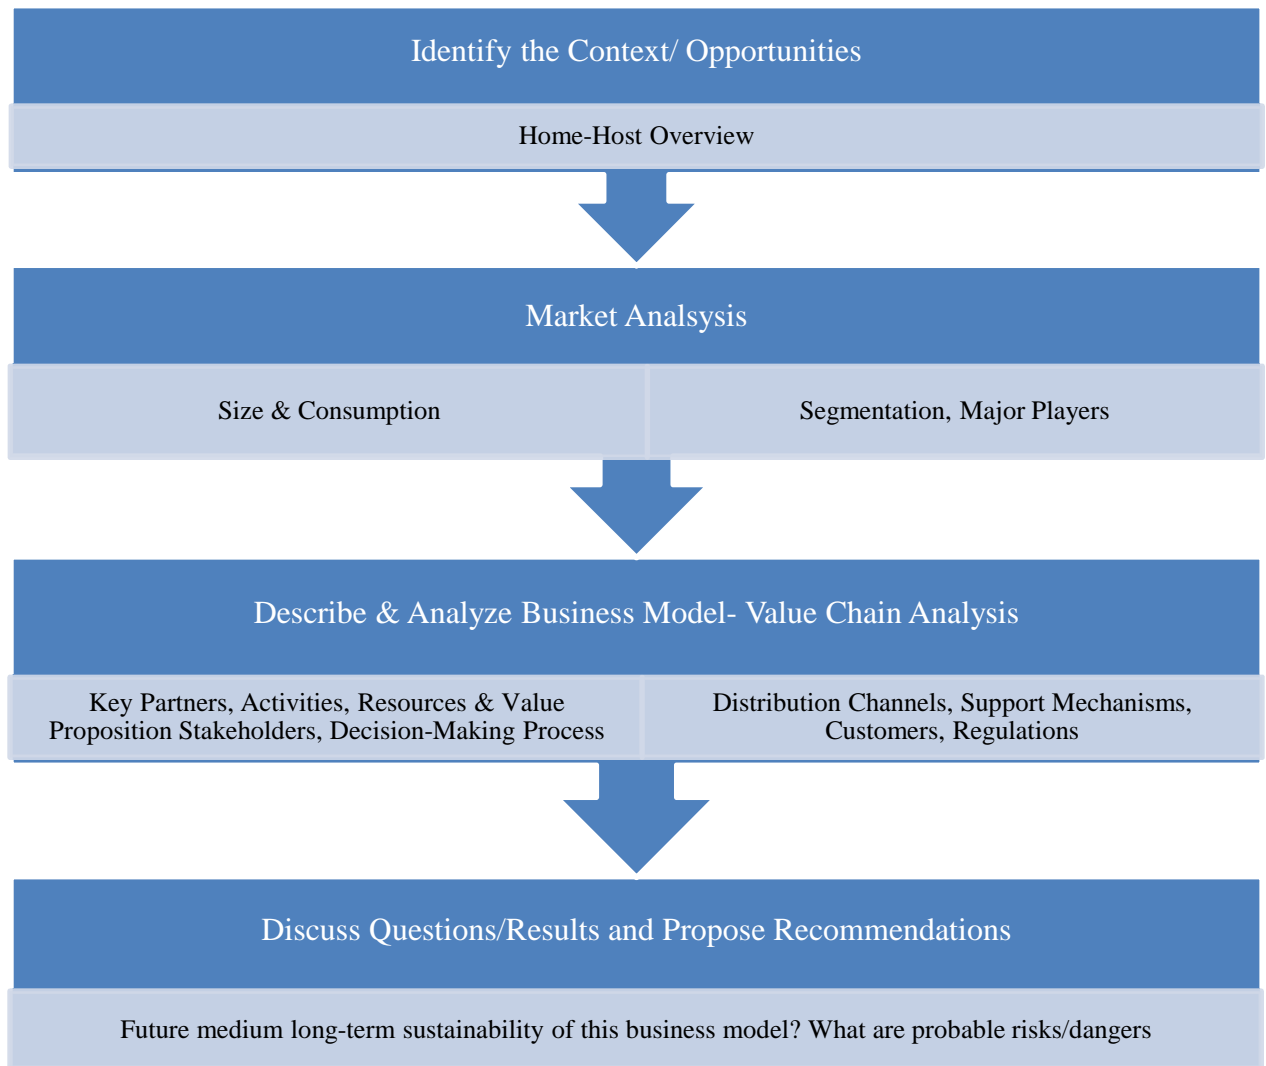 Identify the Context/ Opportunities
Home-Host Overview
Market Analsysis
Size & Consumption
Segmentation, Major Players
Describe & Analyze Business Model- Value Chain Analysis
Key Partners, Activities, Resources & Value
Proposition Stakeholders, Decision-Making Process
Distribution Channels, Support Mechanisms,
Customers, Regulations
Discuss Questions/Results and Propose Recommendations
Future medium long-term sustainability of this business model? What are probable risks/dangers